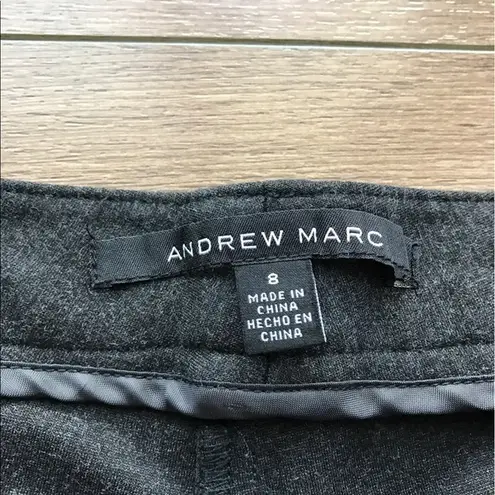 ANDREW MARC
8
MADE IN
CHINA
HECHO EN
CHINA